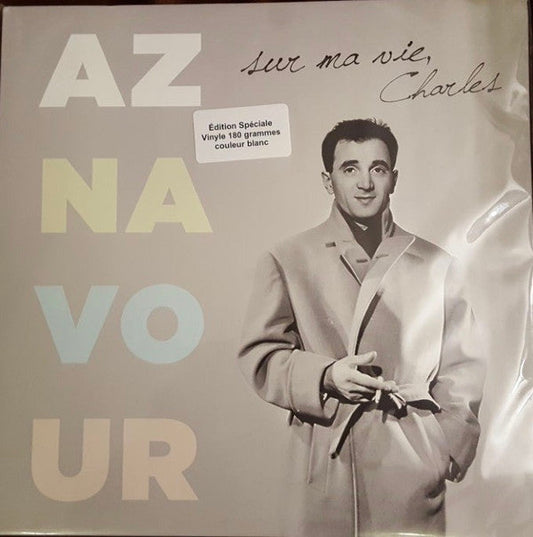 AZ
NA
VO
UR
sur ma vie,
Charles
Édition Spéciale
Vinyle 180 grammes
couleur blanc